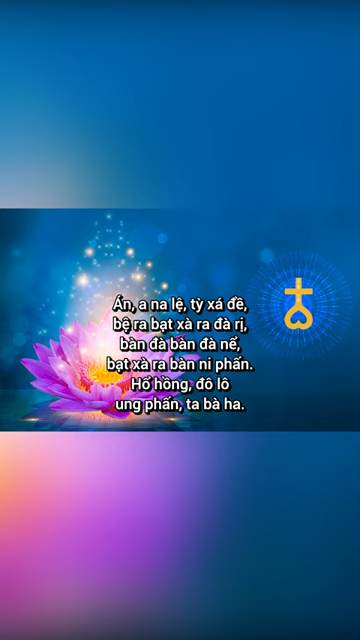 Án, a na lệ, tỳ xá đề,
bệ ra bạt xà ra đà rị,
bàn đà bàn đà nể,
bạt xà ra bàn ni phấn.
Hổ hồng, đô lô
ung phấn, ta bà ha.